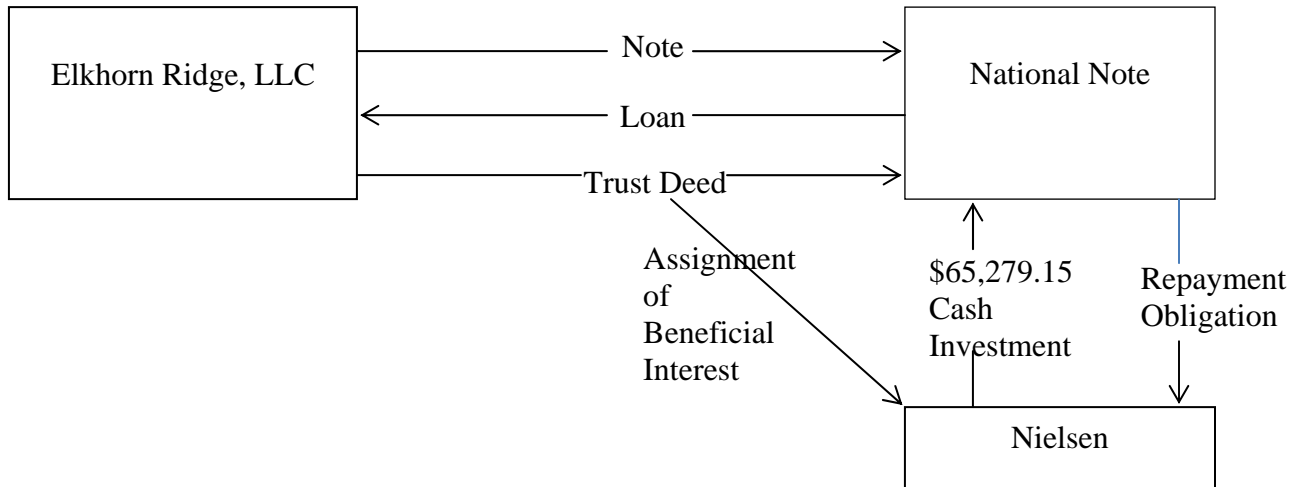 Elkhorn Ridge, LLC
Note
National Note
Loan
Trust Deed
Assignment
of
Beneficial
Interest
$65,279.15
Cash
Investment
Repayment
Obligation
Nielsen